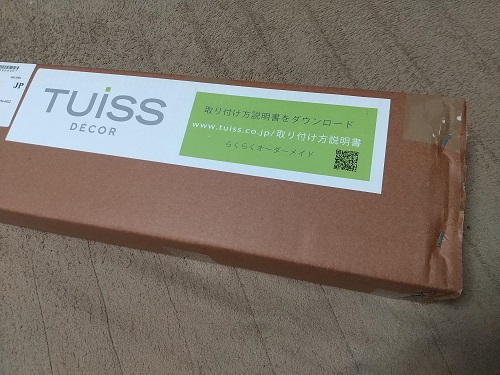 JP
TUiSS
DECOR
取り付け方説明書をダウンロード
www.tuiss.co.jp/取り付け方説明書
らくらくオーダーメイド